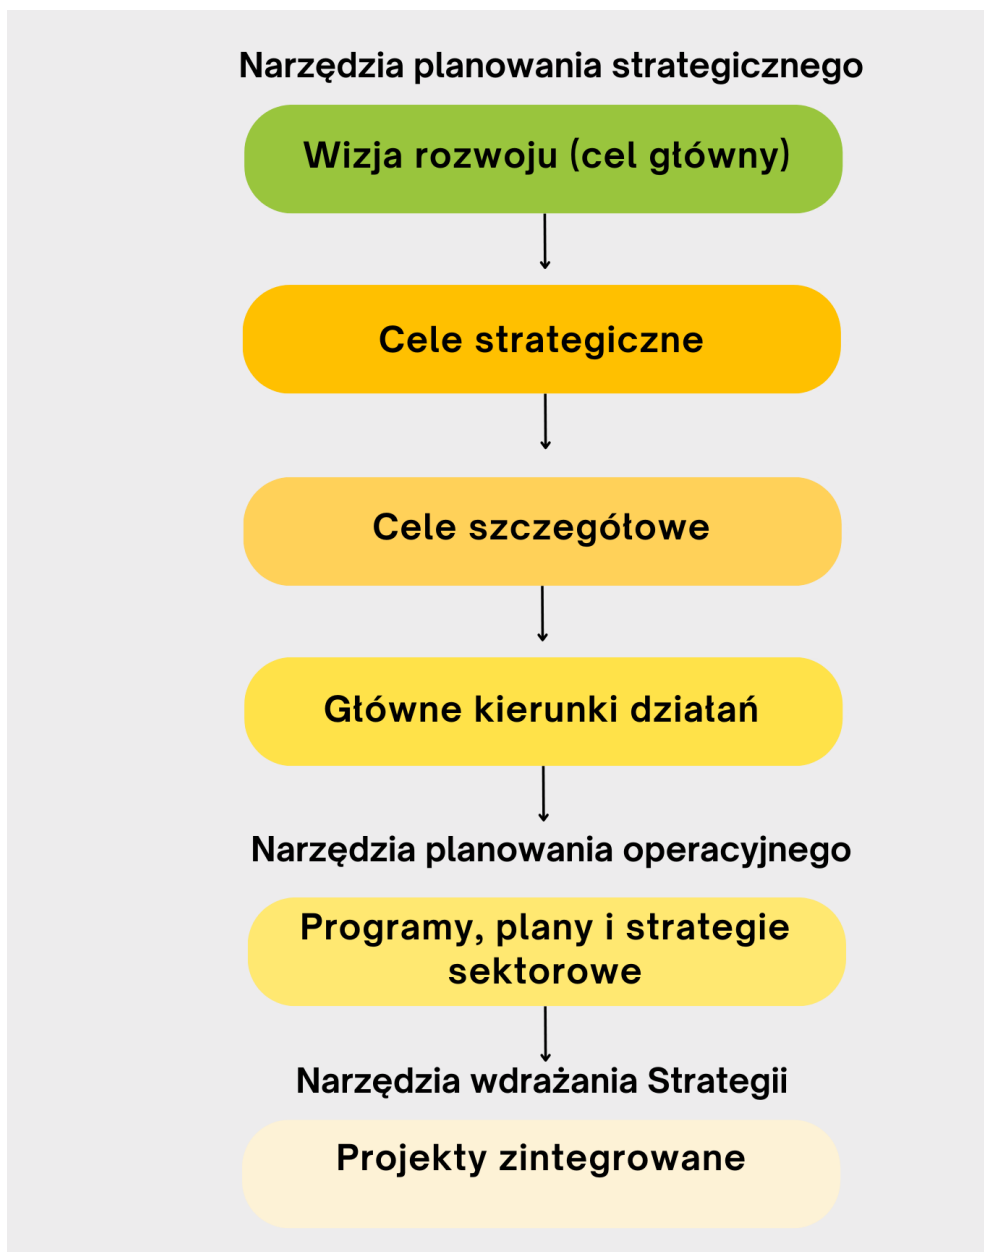 Narzędzia planowania strategicznego
Wizja rozwoju (cel główny)
Cele strategiczne
Cele szczegółowe
Główne kierunki działań
Narzędzia planowania operacyjnego
Programy, plany i strategie
sektorowe
Narzędzia wdrażania Strategii
Projekty zintegrowane